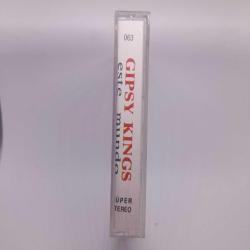 063
GIPSY KINGS
este mundo
UPER
TEREO